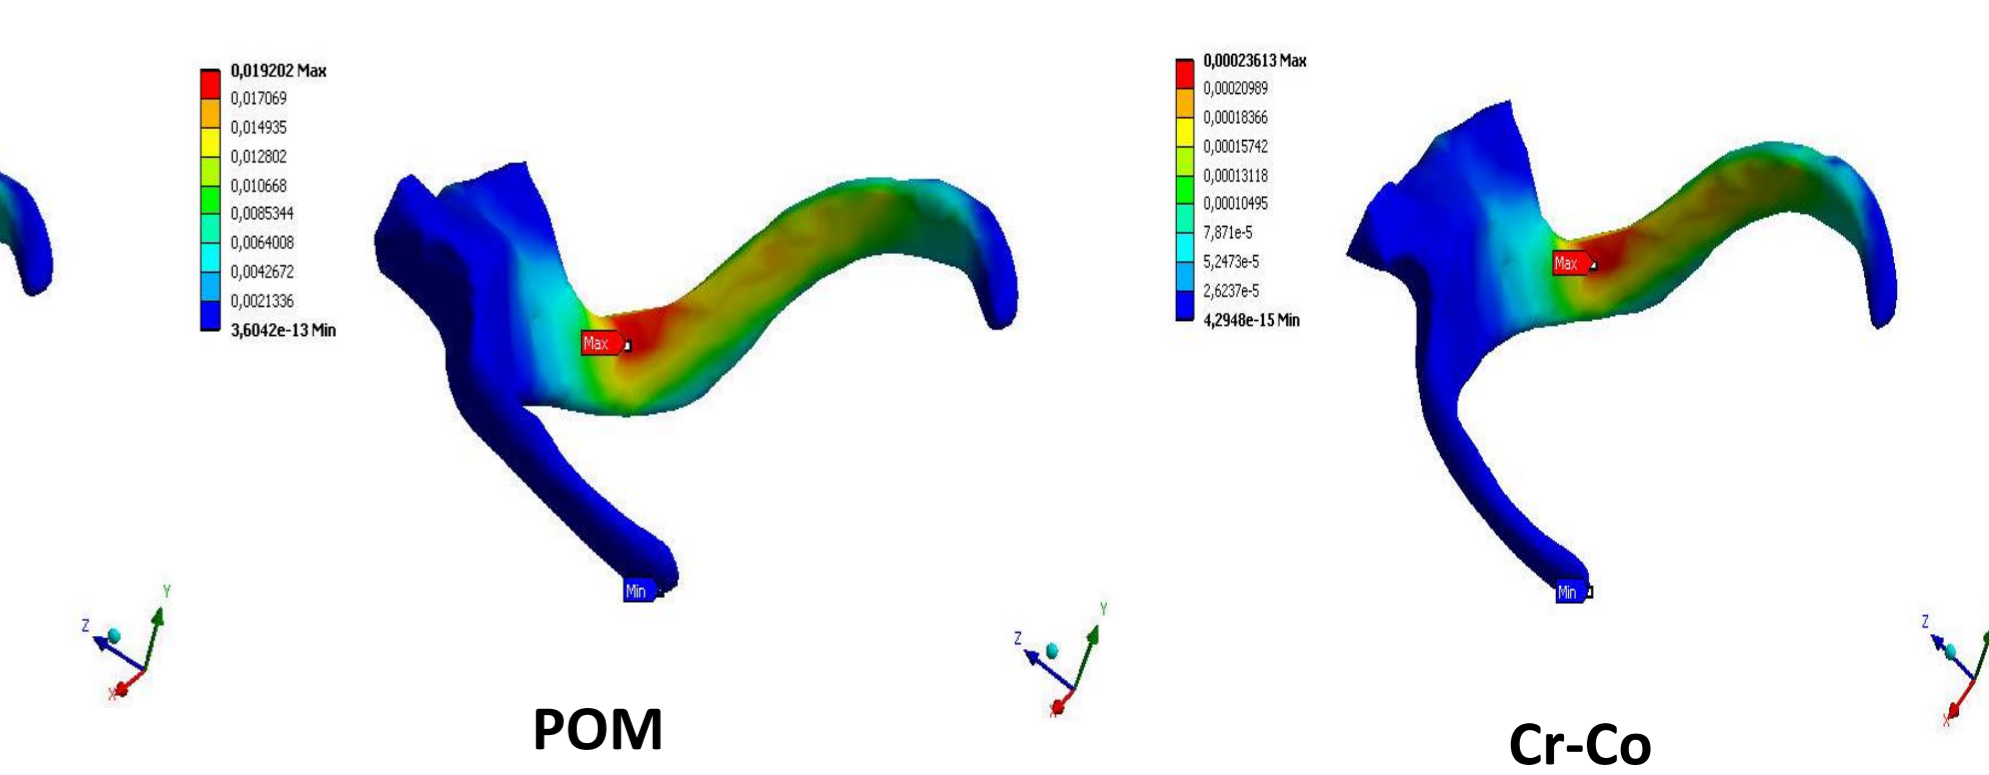 0,019202 Max
0,017069
0,014935
0,012802
0,010668
0,0085344
0,0064008
0,0042672
0,0021336
3,6042e-13 Min
Max
Min
Y
Z
X
Y
Z
X
POM
0,00023613 Max
0,00020989
0,00018366
0,00015742
0,00013118
0,00010495
7,871e-5
5,2473e-5
2,6237e-5
4,2948e-15 Min
Max
Min
Z
X
Cr-Co